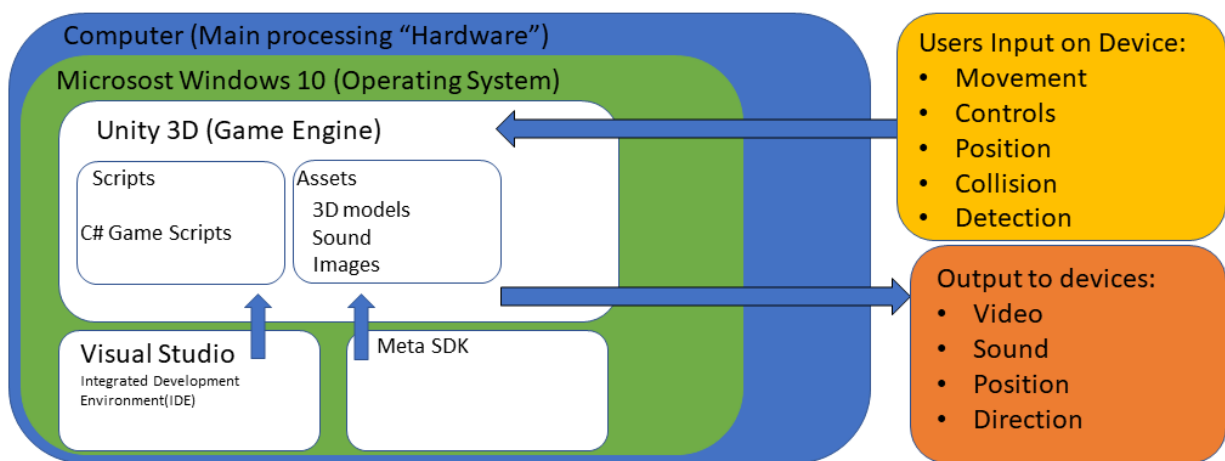 Computer (Main processing “Hardware”)
Microsost Windows 10 (Operating System)
Unity 3D (Game Engine)
Scripts
C# Game Scripts
Assets
3D models
Sound
Images
Visual Studio
Integrated Development
Environment(IDE)
Meta SDK
Users Input on Device:
• Movement
• Controls
• Position
• Collision
• Detection
Output to devices:
• Video
• Sound
• Position
• Direction